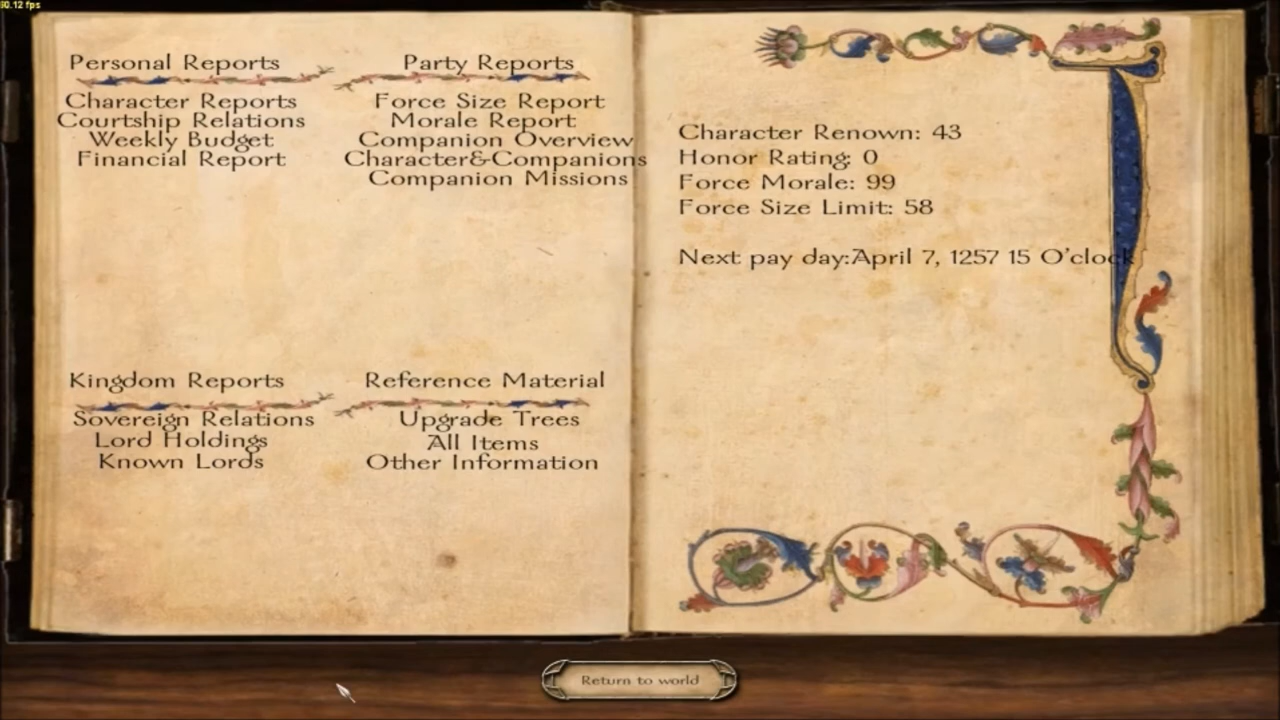 60.12 fps
Personal Reports
Character Reports
Courtship Relations
Weekly Budget
Financial Report
Party Reports
Force Size Report
Morale Report
Companion Overview
Character&Companions
Companion Missions
Kingdom Reports
Sovereign Relations
Lord Holdings
Known Lords
Reference Material
Upgrade Trees
All Items
Other Information
Character Renown: 43
Honor Rating: 0
Force Morale: 99
Force Size Limit: 58
Next pay day:April 7, 1257 15 O'clock
Return to world